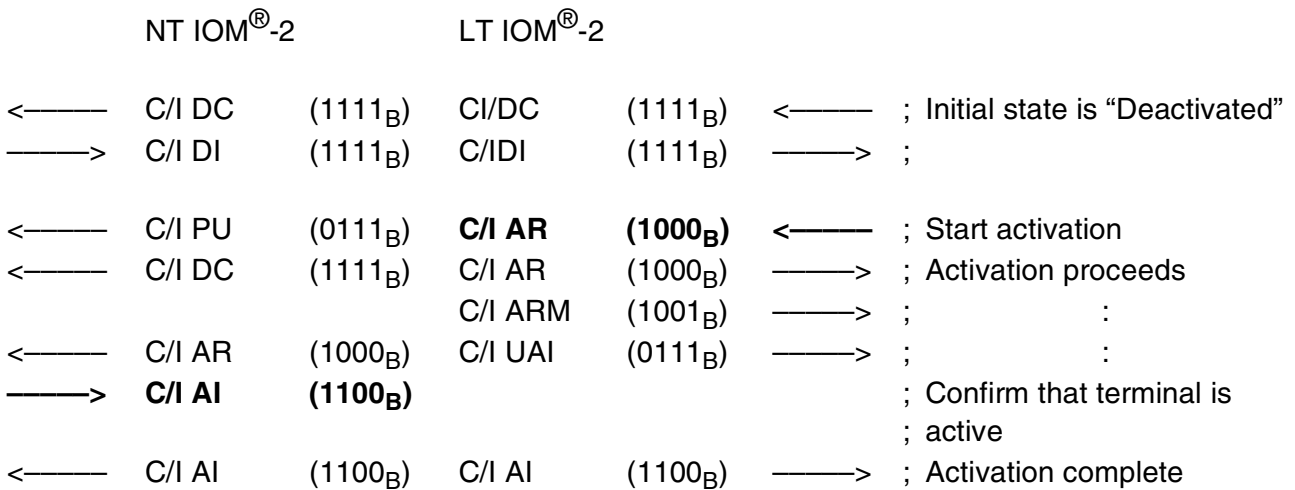 NT IOM®-2 LT IOM®-2
<––––– C/I DC (1111B) CI/DC (1111B) <––––– ; Initial state is “Deactivated”
–––––> C/I DI (1111B) C/IDI (1111B) –––––> ;
<––––– C/I PU (0111B) C/I AR (1000B) <––––– ; Start activation
<––––– C/I DC (1111B) C/I AR (1000B) –––––> ; Activation proceeds
C/I ARM (1001B) –––––> ; :
<––––– C/I AR (1000B) C/I UAI (0111B) –––––> ; :
–––––> C/I AI (1100B) ; Confirm that terminal is
; active
<––––– C/I AI (1100B) C/I AI (1100B) –––––> ; Activation complete